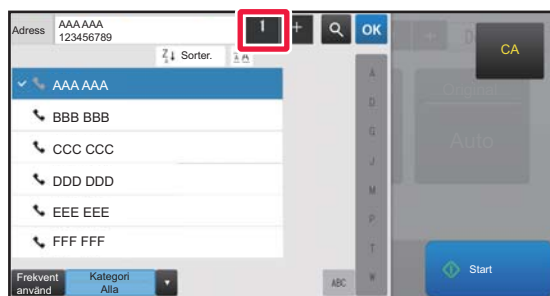 Adress
AAA AAA
123456789
1
+
OK
CA
Z↓ Sorter.
AAA AAA
BBB BBB
CCC CCC
DDD DDD
EEE EEE
FFF FFF
A
D
G
J
M
P
T
W
Original
Auto
Frekvent
använd
Kategori
Alla
ABC
Start